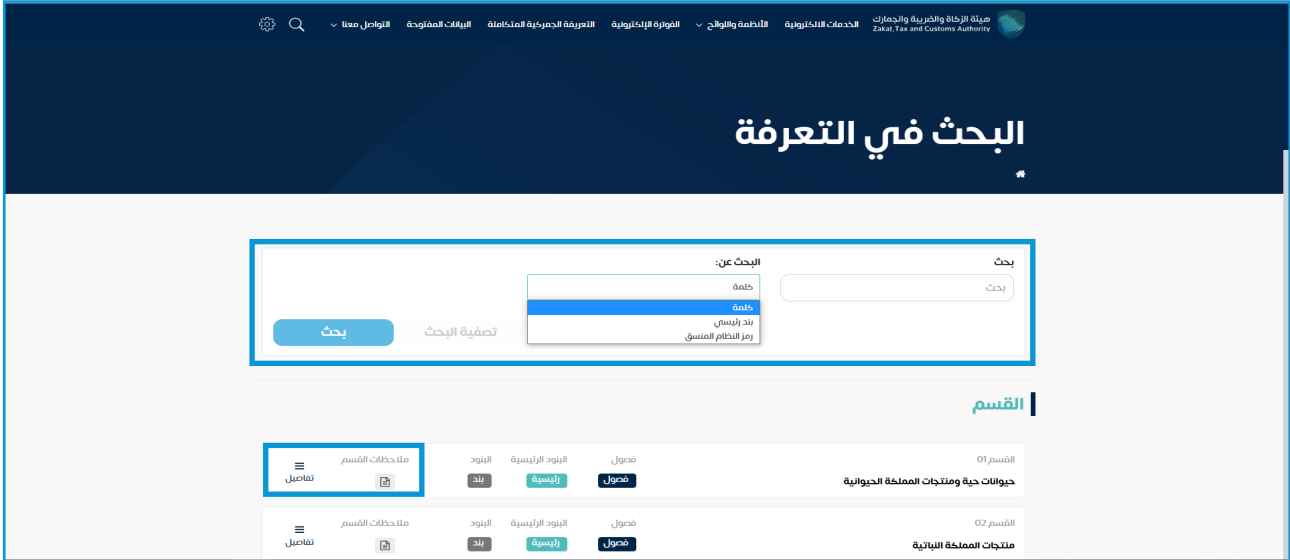 هيئة الزكاة والضريبة والجمارك
Zakat,Tax and Customs Authority
الخدمات الالكترونية الأنظمة واللوائح الفوترة الإلكترونية التعريفة الجمركية المتكاملة البيانات المفتوحة التواصل معنا
البحث في التعرفة
بحث البحث عن:
بحث كلمة
كلمة
بند رئيسي
رمز النظام المنسق
تصفية البحث بحث
القسم
القسم 01 فصول البنود الرئيسية البنود ملاحظات القسم
حيوانات حية ومنتجات المملكة الحيوانية فصول رئيسية بند تفاصيل
القسم 02 فصول البنود الرئيسية البنود ملاحظات القسم
منتجات المملكة النباتية فصول رئيسية بند تفاصيل